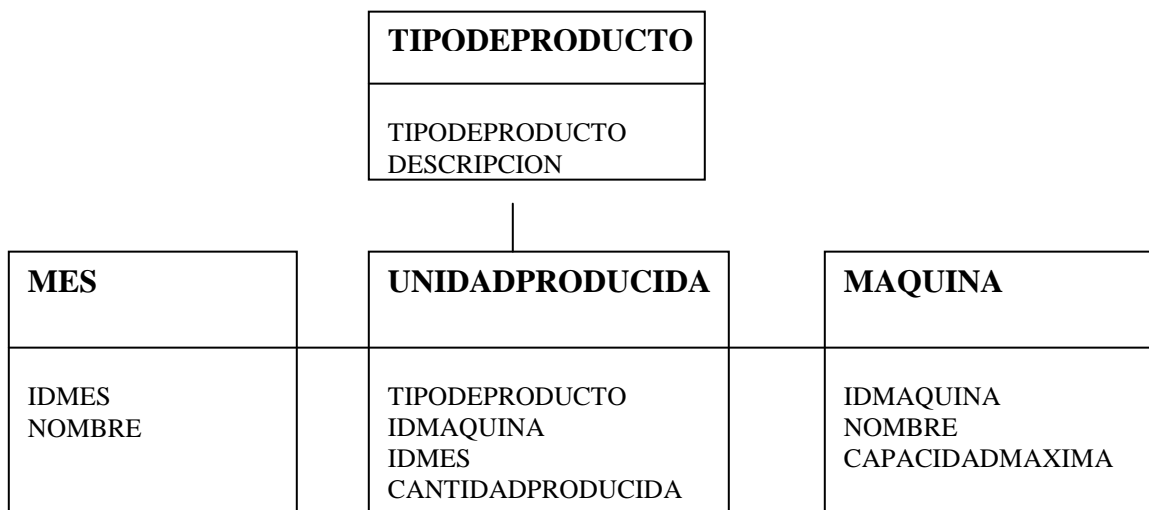 TIPODEPRODUCTO
TIPODEPRODUCTO
DESCRIPCION
MES
IDMES
NOMBRE
UNIDADPRODUCIDA
TIPODEPRODUCTO
IDMAQUINA
IDMES
CANTIDADPRODUCIDA
MAQUINA
IDMAQUINA
NOMBRE
CAPACIDADMAXIMA